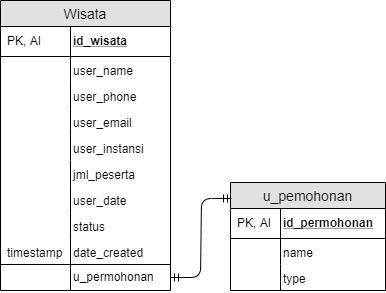 Wisata
PK, AI id_wisata
user_name
user_phone
user_email
user_instansi
jml_peserta
user_date
status
timestamp date_created
u_permohonan
u_pemohonan
PK, AI id_permohonan
name
type